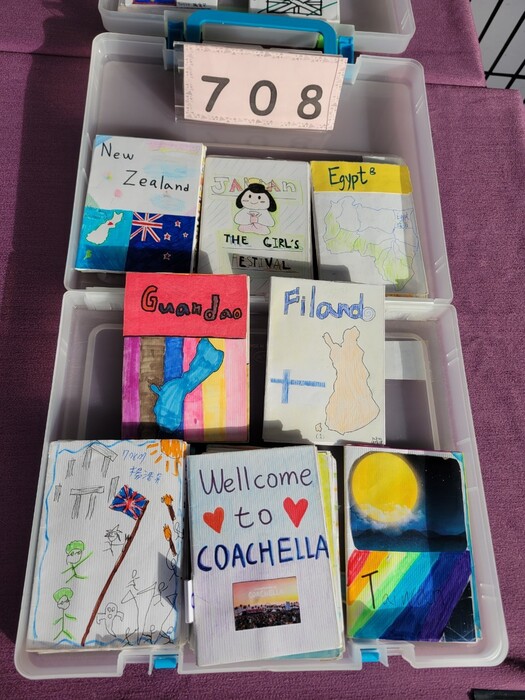 708
New
Zealand
JAPAN
THE GIRL'S
FESTIVAL
Egypt
Guandao
Filand
Wellcome
to
COACHELLA